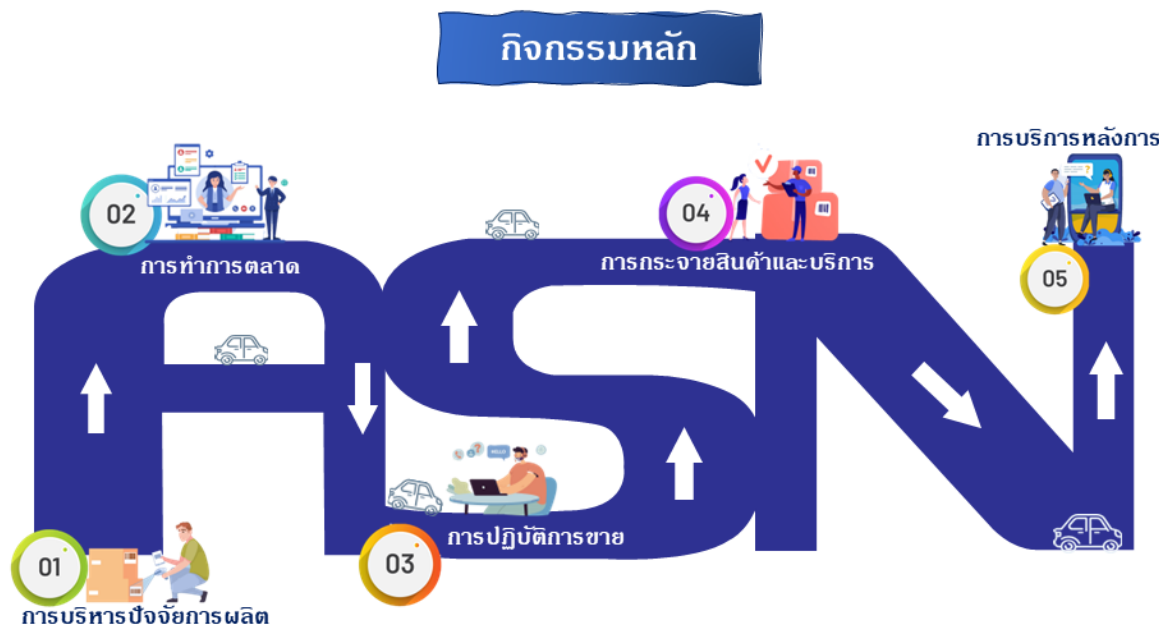 กิจกรรมหลัก
การบริการหลังการ
02
04
การทำการตลาด
การกระจายสินค้าและบริการ
05
HELLO
การปฏิบัติการขาย
01
03
การบริหารปัจจัยการผลิต
ASN